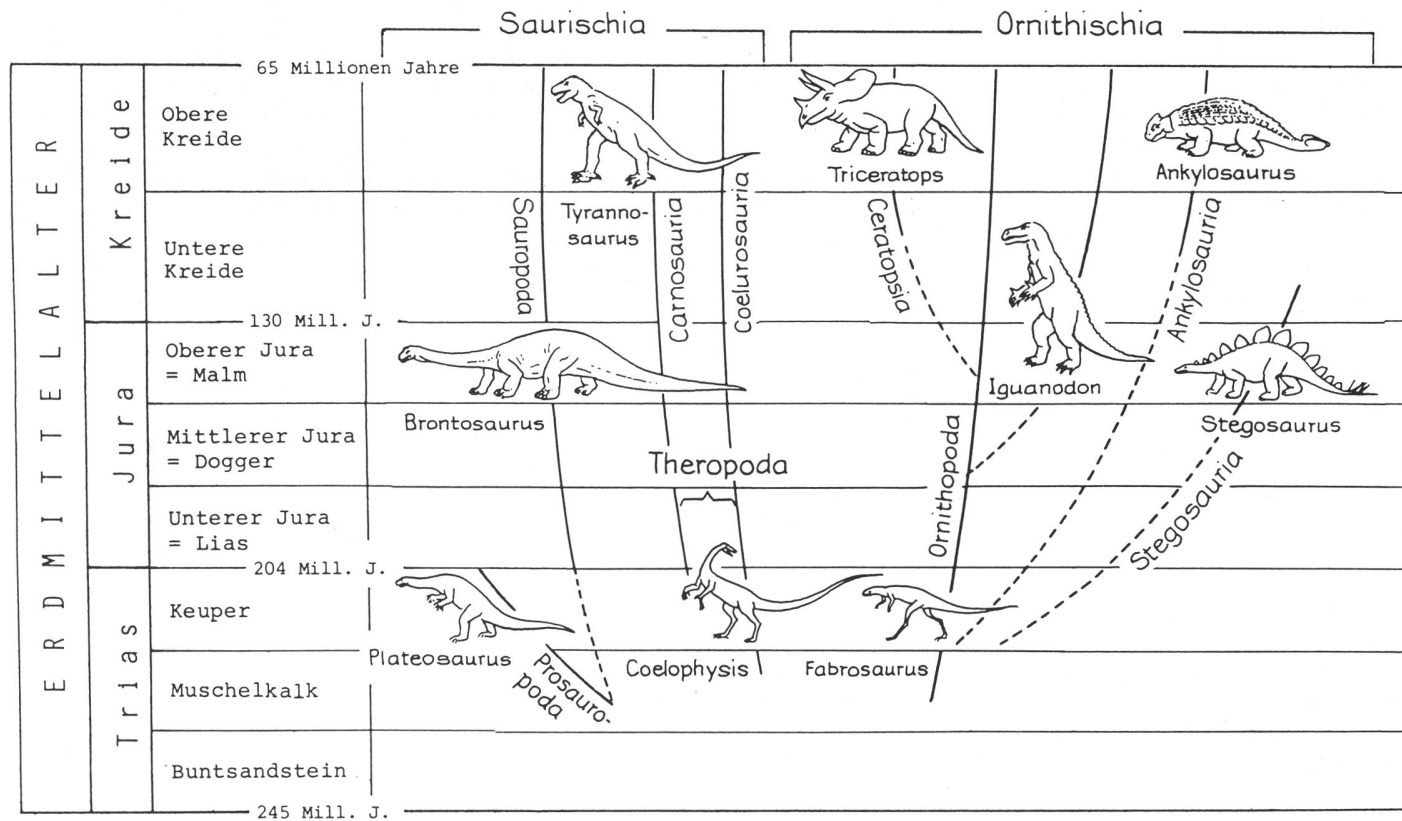 Saurischia
Ornithischia
65 Millionen Jahre
ERDMITTELALTER
Kreide
Obere
Kreide
Triceratops
Ankylosaurus
Sauropoda
Tyranno-
saurus
Carnosauria
Coelurosauria
Ceratopsia
Ankylosauria
Untere
Kreide
130 Mill. J.
Jura
Oberer Jura
= Malm
Iguanodon
Brontosaurus
Stegosaurus
Mittlerer Jura
= Dogger
Theropoda
Ornithopoda
Stegosauria
Unterer Jura
= Lias
204 Mill. J.
Trias
Keuper
Plateosaurus
Coelophysis
Fabrosaurus
Prosauro-
poda
Muschelkalk
Buntsandstein
245 Mill. J.